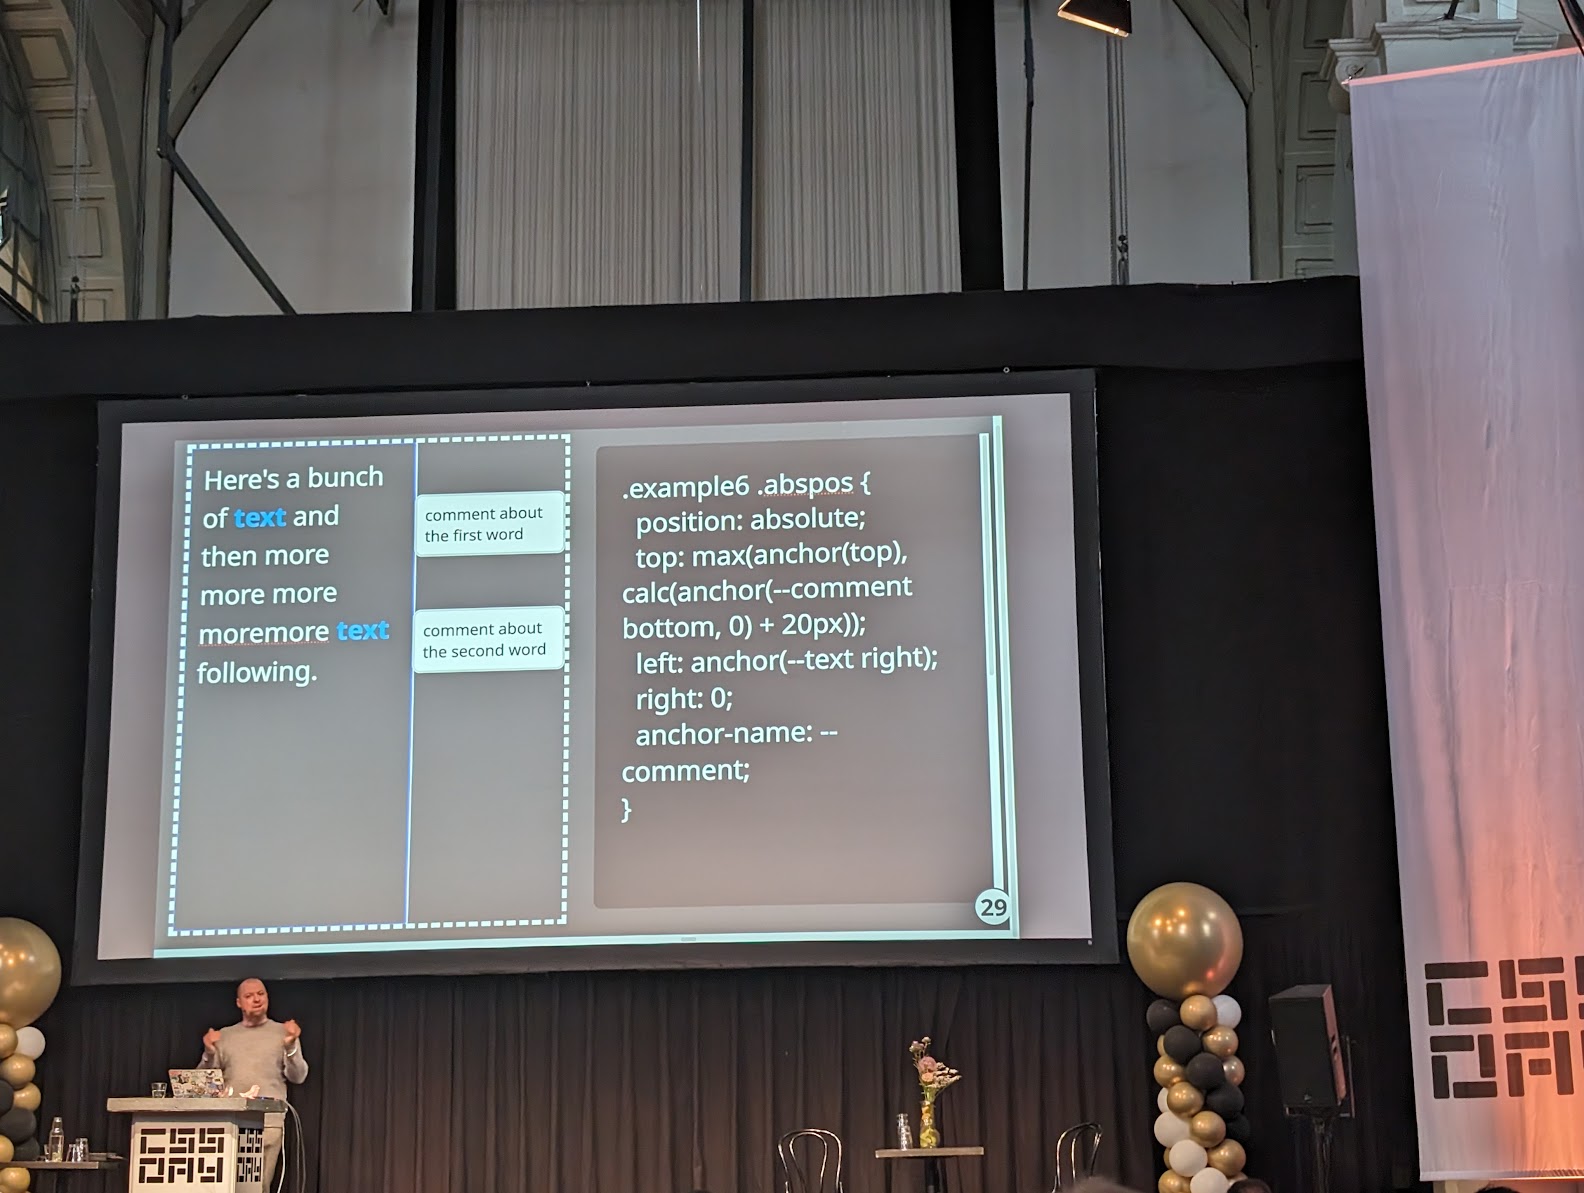 Here's a bunch
of text and
then more
more more
moremore text
following.
comment about
the first word
comment about
the second word
.example6 .abspos {
position: absolute;
top: max(anchor(top),
calc(anchor(--comment
bottom, 0) + 20px));
left: anchor(--text right);
right: 0;
anchor-name: --
comment;
}
29
CSS
DAY
CSS
DAY